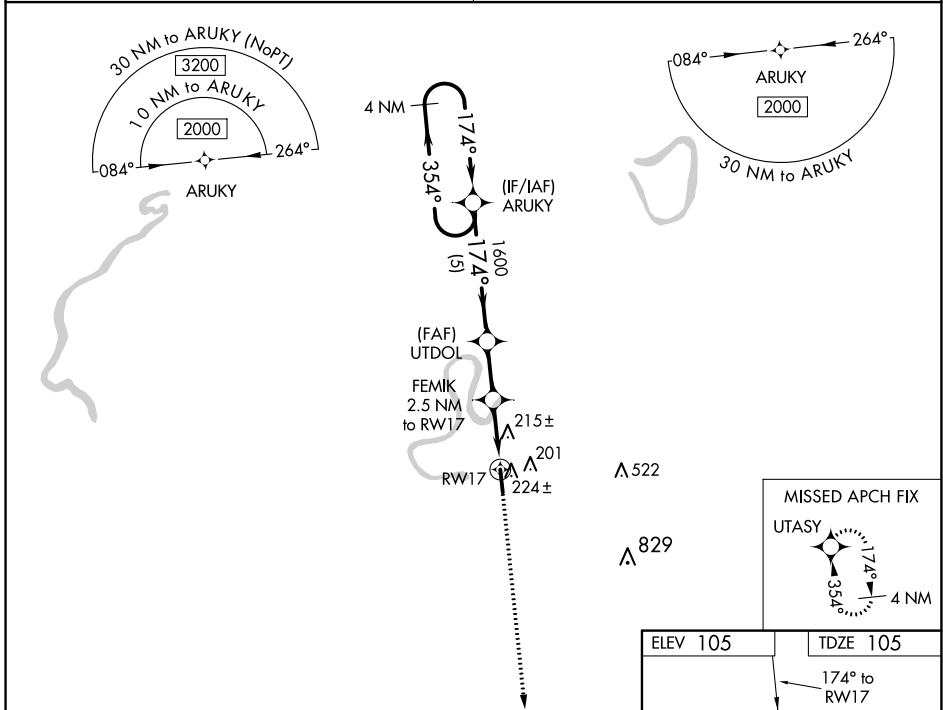 30 NM to ARUKY (NoPT)
3200
10 NM to ARUKY
2000
084°
264°
ARUKY
084°
264°
ARUKY
2000
30 NM to ARUKY
4 NM
174°
354°
(IF/IAF)
ARUKY
1600
174°
(5)
(FAF)
UTDOL
FEMIK
2.5 NM
to RW17
215±
201
RW17
224±
522
829
MISSED APCH FIX
UTASY
174°
354°
4 NM
ELEV 105
TDZE 105
174° to
RW17